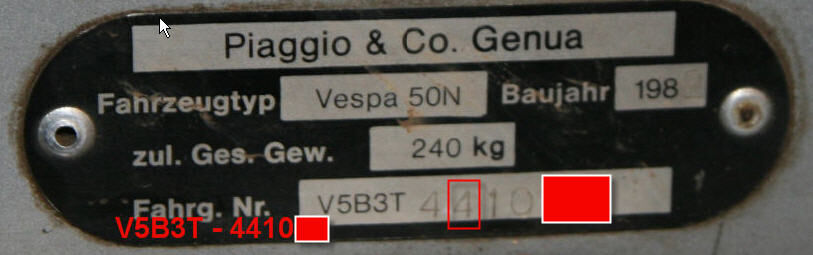 Piaggio & Co. Genua
Fahrzeugtyp Vespa 50N Baujahr 198
zul. Ges. Gew. 240 kg
Fahrg. Nr. V5B3T 4410
V5B3T - 4410